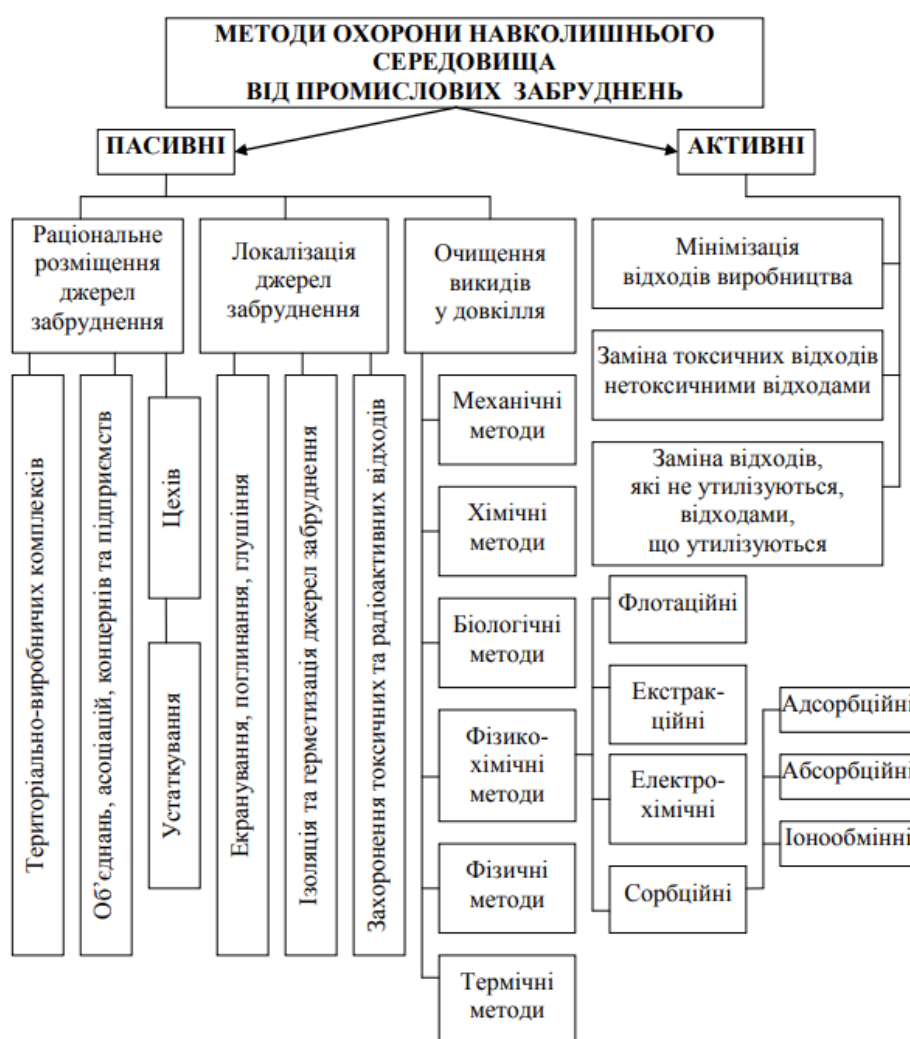 МЕТОДИ ОХОРОНИ НАВКОЛИШНЬОГО
СЕРЕДОВИЩА
ВІД ПРОМИСЛОВИХ ЗАБРУДНЕНЬ
ПАСИВНІ
АКТИВНІ
Раціональне
розміщення
джерел
забруднення
Локалізація
джерел
забруднення
Очищення
викидів
у довкілля
Мінімізація
відходів виробництва
Заміна токсичних відходів
нетоксичними відходами
Заміна відходів,
які не утилізуються,
відходами,
що утилізуються
Територіально-виробничих комплексів
Об’єднань, асоціацій, концернів та підприємств
Цехів
Устаткування
Екранування, поглинання, глушіння
Ізоляція та герметизація джерел забруднення
Захоронення токсичних та радіоактивних відходів
Механічні
методи
Хімічні
методи
Біологічні
методи
Фізико-
хімічні
методи
Фізичні
методи
Термічні
методи
Флотаційні
Екстрак-
ційні
Електро-
хімічні
Сорбційні
Адсорбційні
Абсорбційні
Іонообмінні